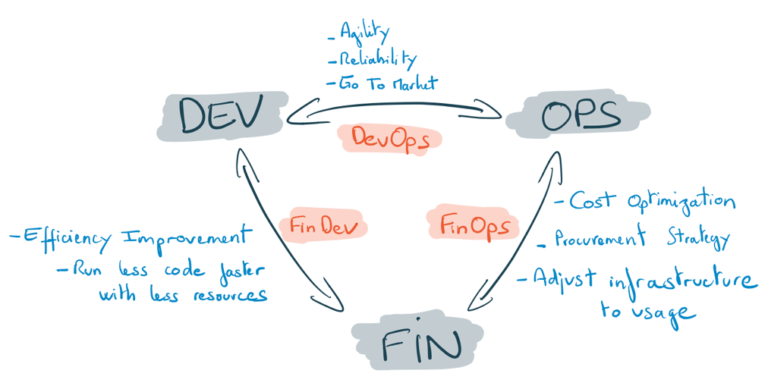 - Agility
- Reliability
- Go To Market
DEV
OPS
DevOps
FinDev
FinOps
- Efficiency Improvement
- Run less code faster
with less resources
- Cost Optimization
- Procurement Strategy
- Adjust infrastructure
to usage
FiN